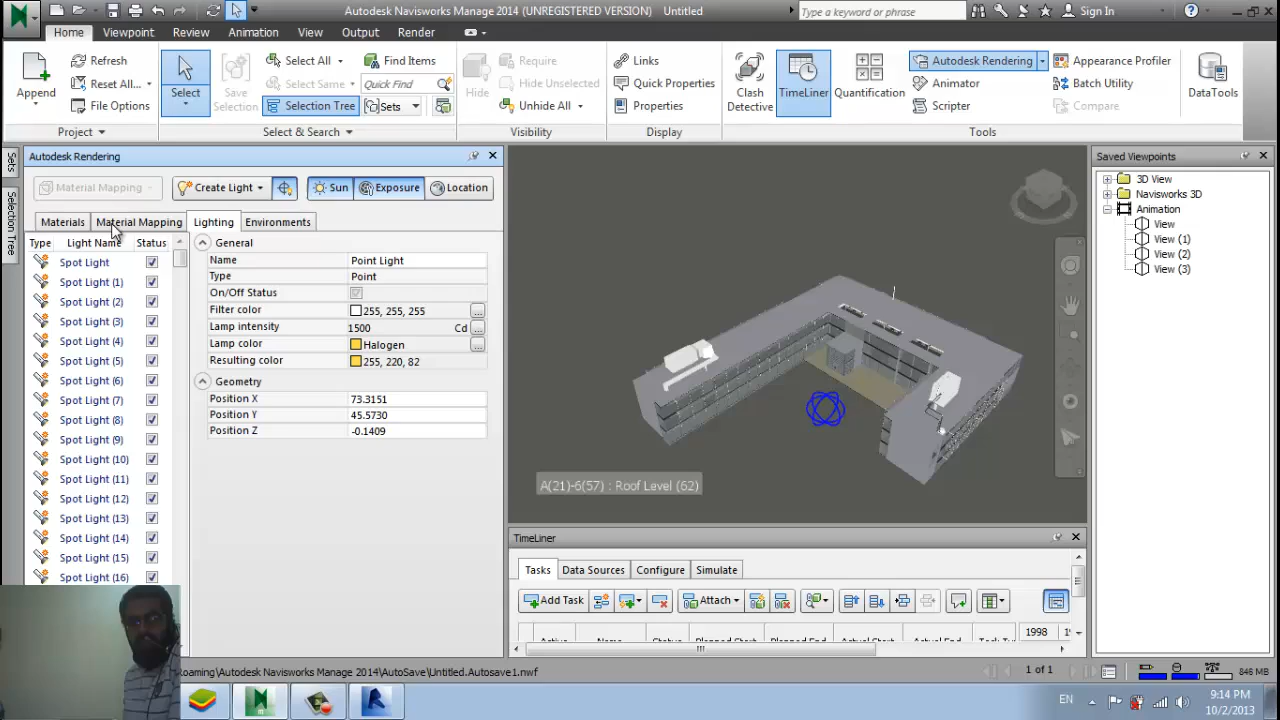 Autodesk Navisworks Manage 2014 (UNREGISTERED VERSION) Untitled
Type a keyword or phrase
Sign In
Home Viewpoint Review Animation View Output Render
Append
Refresh
Reset All...
File Options
Project
Select
Save Selection
Select All
Select Same
Selection Tree
Find Items
Quick Find
Sets
Select & Search
Hide
Require
Hide Unselected
Unhide All
Visibility
Links
Quick Properties
Properties
Display
Clash Detective
TimeLiner
Quantification
Autodesk Rendering
Animator
Scripter
Appearance Profiler
Batch Utility
Compare
DataTools
Tools
Sets
Selection Tree
Autodesk Rendering
Material Mapping
Create Light
Sun
Exposure
Location
Materials Material Mapping Lighting Environments
Type Light Name Status
Spot Light
Spot Light (1)
Spot Light (2)
Spot Light (3)
Spot Light (4)
Spot Light (5)
Spot Light (6)
Spot Light (7)
Spot Light (8)
Spot Light (9)
Spot Light (10)
Spot Light (11)
Spot Light (12)
Spot Light (13)
Spot Light (14)
Spot Light (15)
Spot Light (16)
General
Name Point Light
Type Point
On/Off Status
Filter color 255, 255, 255 ...
Lamp intensity 1500 Cd ...
Lamp color Halogen ...
Resulting color 255, 220, 82
Geometry
Position X 73.3151
Position Y 45.5730
Position Z -0.1409
A(21)-6(57) : Roof Level (62)
Saved Viewpoints
3D View
Navisworks 3D
Animation
View
View (1)
View (2)
View (3)
TimeLiner
Tasks Data Sources Configure Simulate
Add Task
Attach
Active Name Status Planned Start Planned End Actual Start Actual End
1998
Roaming\Autodesk Navisworks Manage 2014\AutoSave\Untitled.Autosave1.nwf
1 of 1
846 MB
EN
9:14 PM
10/2/2013